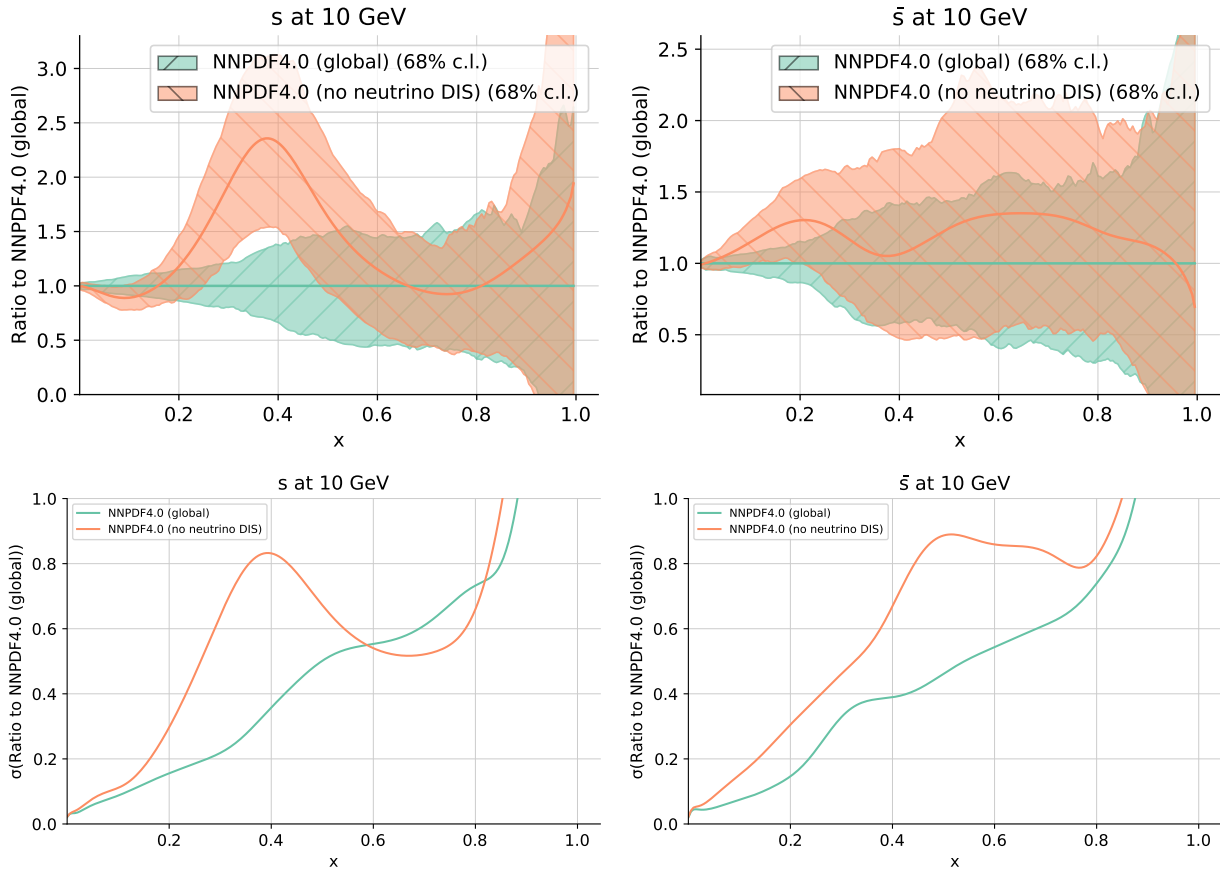 s at 10 GeV
Ratio to NNPDF4.0 (global)
3.0
2.5
2.0
1.5
1.0
0.5
0.0
NNPDF4.0 (global) (68% c.l.)
NNPDF4.0 (no neutrino DIS) (68% c.l.)
0.2 0.4 0.6 0.8 1.0
x
s̄ at 10 GeV
Ratio to NNPDF4.0 (global)
2.5
2.0
1.5
1.0
0.5
NNPDF4.0 (global) (68% c.l.)
NNPDF4.0 (no neutrino DIS) (68% c.l.)
0.2 0.4 0.6 0.8 1.0
x
s at 10 GeV
σ(Ratio to NNPDF4.0 (global))
1.0
0.8
0.6
0.4
0.2
0.0
NNPDF4.0 (global)
NNPDF4.0 (no neutrino DIS)
0.2 0.4 0.6 0.8 1.0
x
s̄ at 10 GeV
σ(Ratio to NNPDF4.0 (global))
1.0
0.8
0.6
0.4
0.2
0.0
NNPDF4.0 (global)
NNPDF4.0 (no neutrino DIS)
0.2 0.4 0.6 0.8 1.0
x